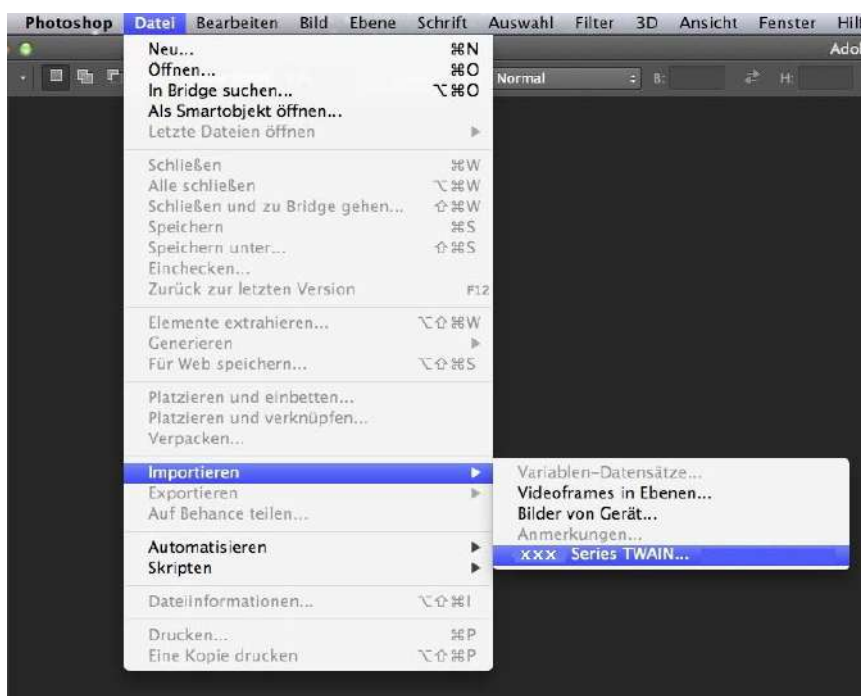 Photoshop Datei Bearbeiten Bild Ebene Schrift Auswahl Filter 3D Ansicht Fenster
Normal B: H:
Neu... ⌘N
Öffnen... ⌘O
In Bridge suchen... ⌥⌘O
Als Smartobjekt öffnen...
Letzte Dateien öffnen
Schließen ⌘W
Alle schließen ⌥⌘W
Schließen und zu Bridge gehen... ⇧⌘W
Speichern ⌘S
Speichern unter... ⇧⌘S
Einchecken...
Zurück zur letzten Version F12
Elemente extrahieren... ⌥⇧⌘W
Generieren
Für Web speichern... ⌥⇧⌘S
Platzieren und einbetten...
Platzieren und verknüpfen...
Verpacken...
Importieren
Exportieren
Auf Behance teilen...
Automatisieren
Skripten
Dateiinformationen... ⌥⇧⌘I
Drucken... ⌘P
Eine Kopie drucken ⌥⇧⌘P
Variablen-Datensätze...
Videoframes in Ebenen...
Bilder von Gerät...
Anmerkungen...
xxx Series TWAIN...